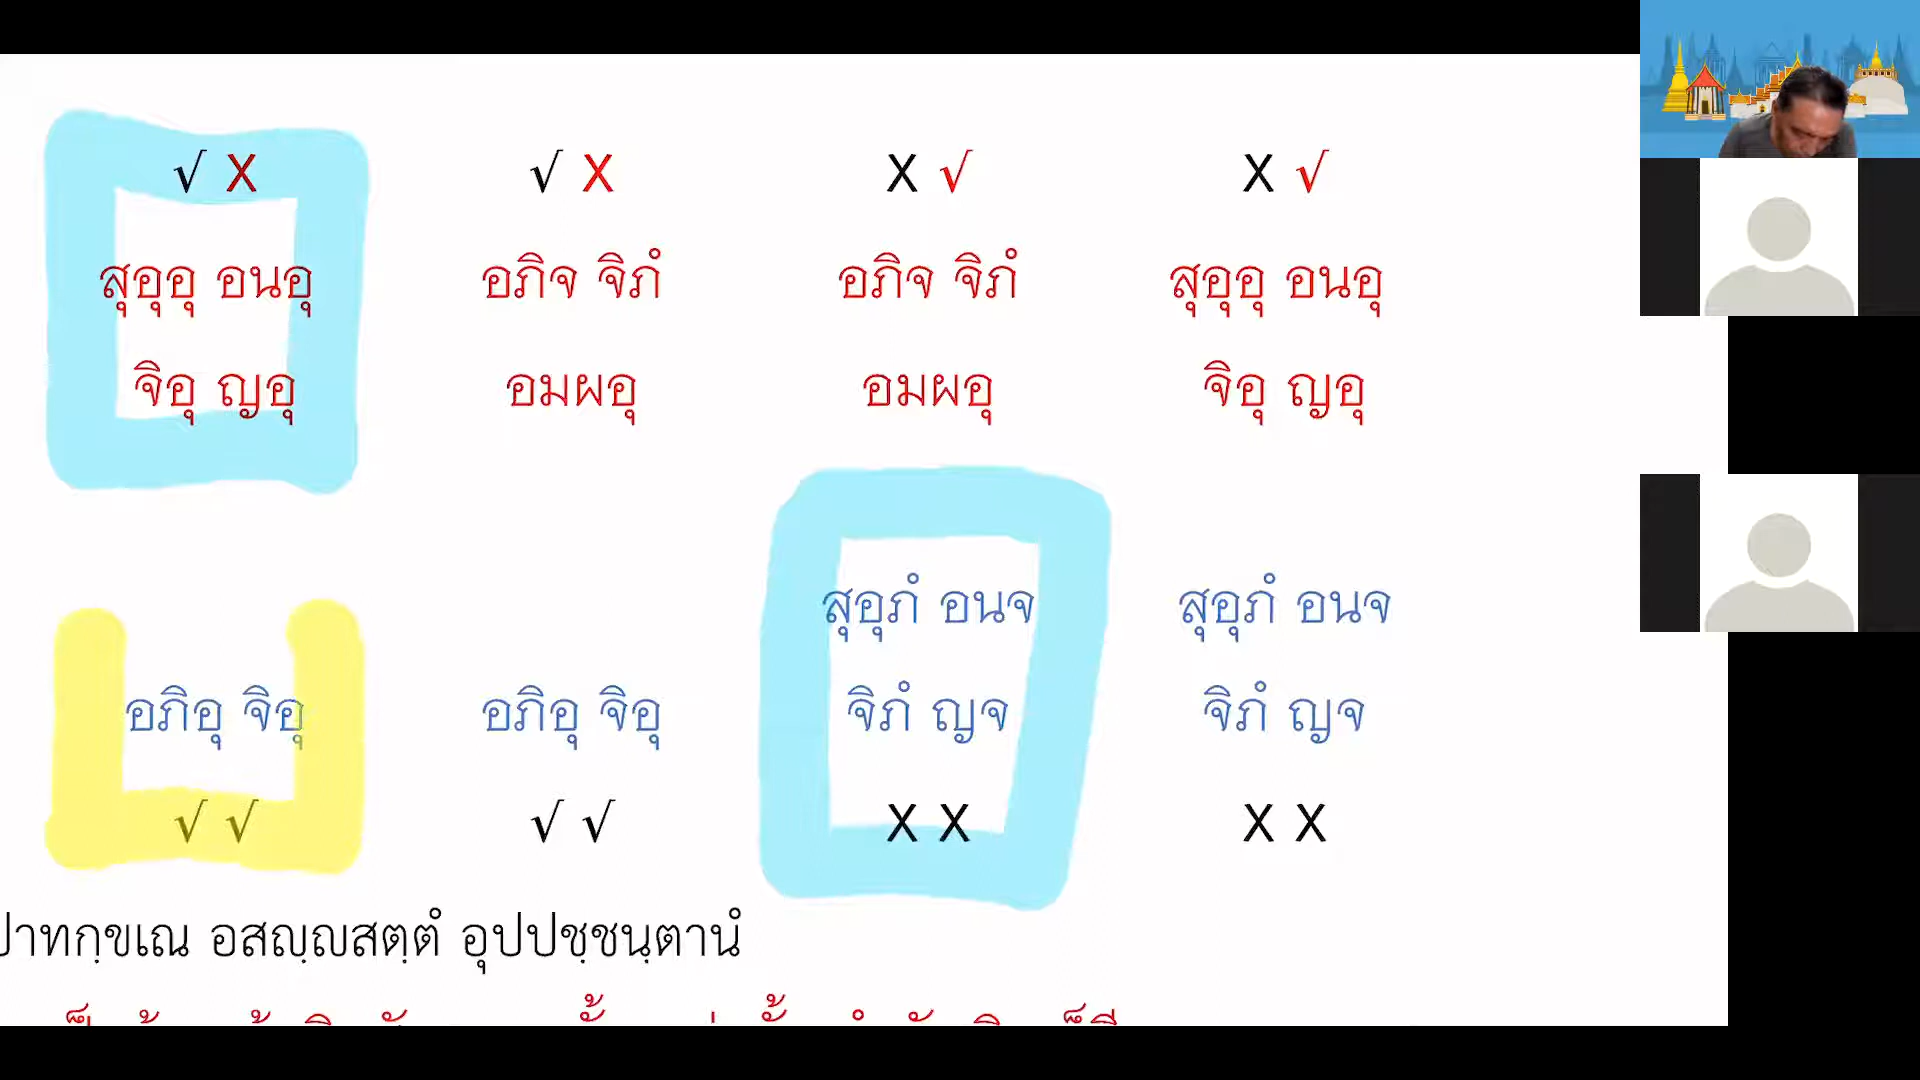 √ X √ X X √ X √
สุอุอุ อนอุ อภิจ จิภํ อภิจ จิภํ สุอุอุ อนอุ
จิอุ ญอุ อมผอุ อมผอุ จิอุ ญอุ
สุอุภํ อนจ สุอุภํ อนจ
อภิอุ จิอุ อภิอุ จิอุ จิภํ ญจ จิภํ ญจ
√ √ √ √ X X X X
ปาทกฺขเณ อสญฺญสตฺตํ อุปปชฺชนฺตานํ